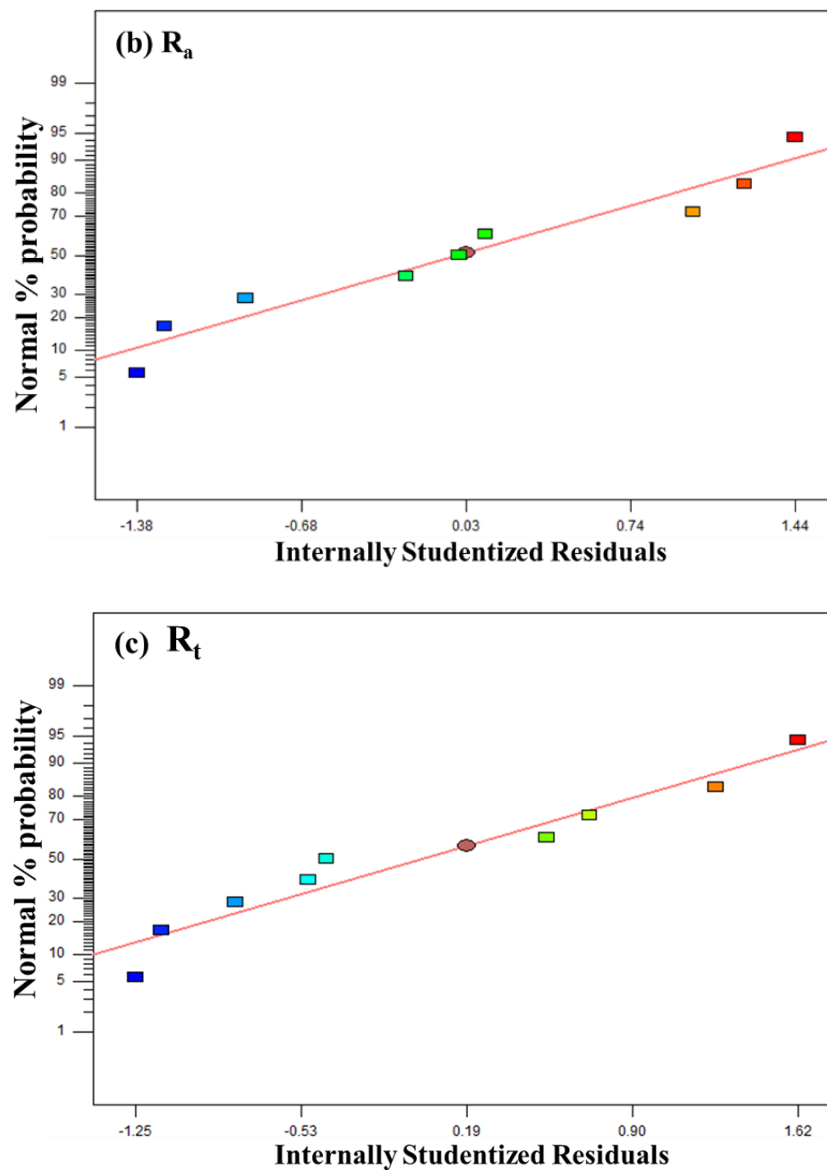 (b) Rₐ
Normal % probability
99
95
90
80
70
50
30
20
10
5
1
-1.38 -0.68 0.03 0.74 1.44
Internally Studentized Residuals
(c) Rₜ
Normal % probability
99
95
90
80
70
50
30
20
10
5
1
-1.25 -0.53 0.19 0.90 1.62
Internally Studentized Residuals